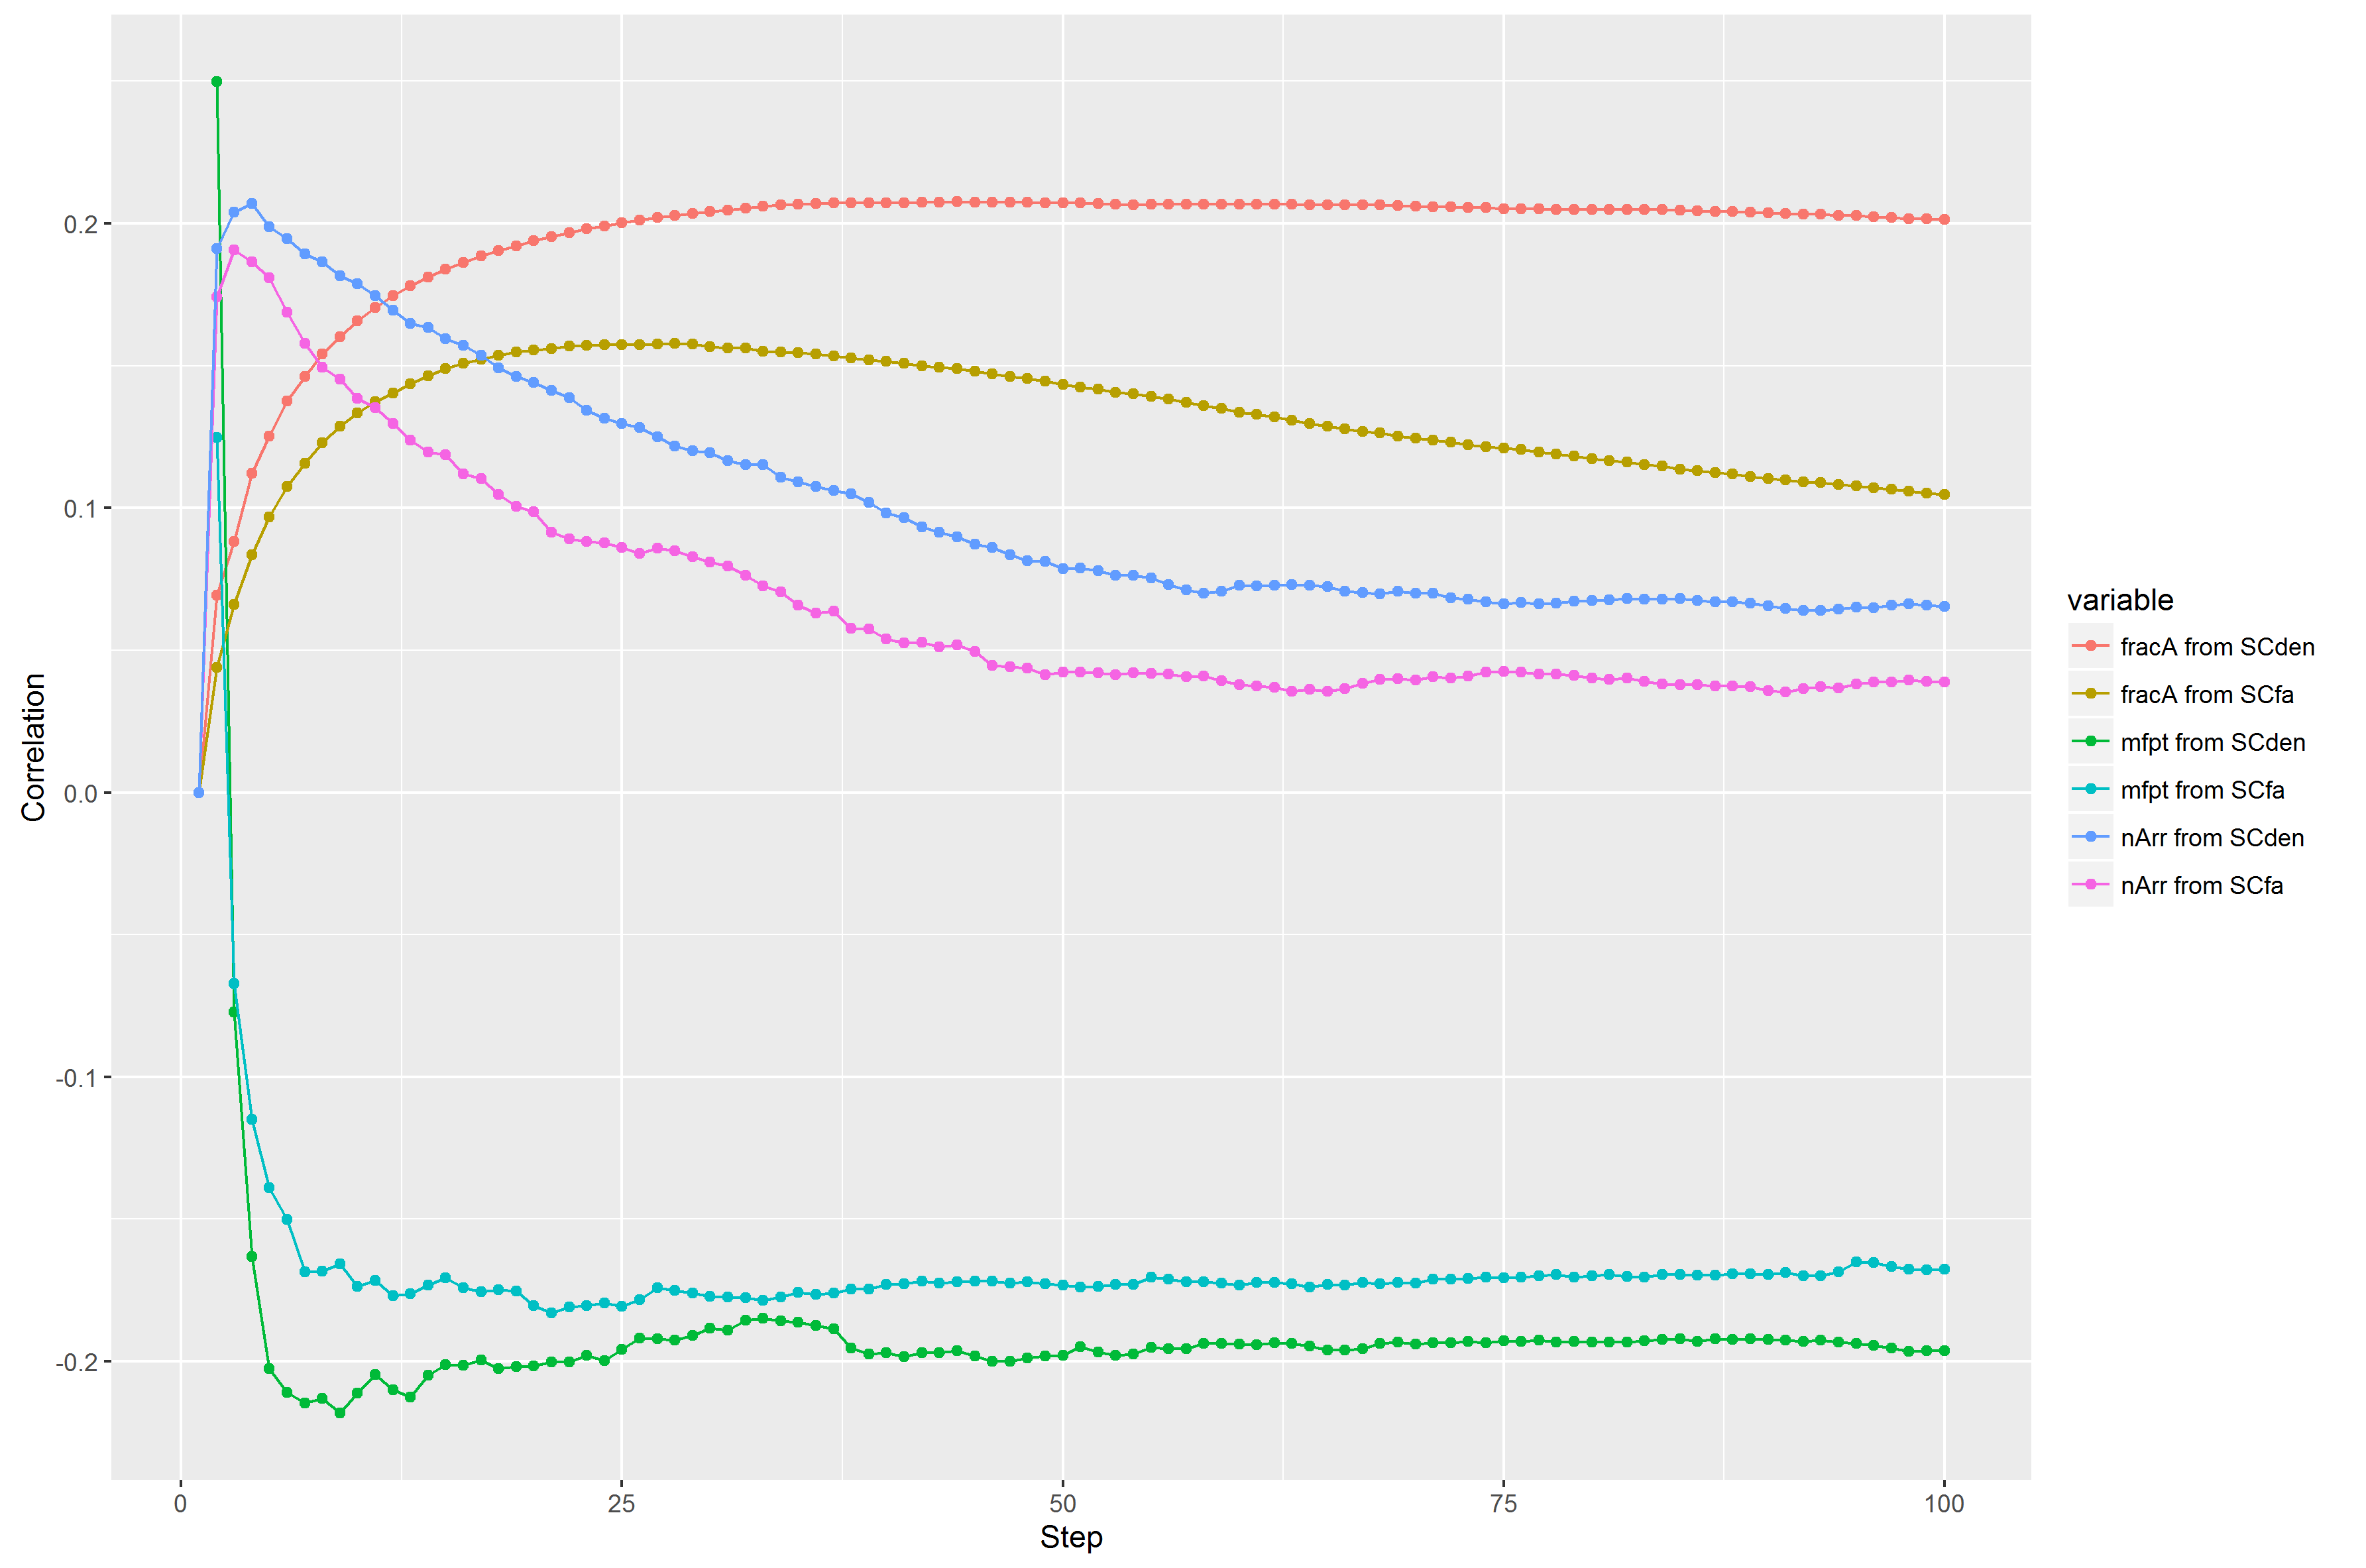 Correlation
0.2
0.1
0.0
-0.1
-0.2
0 25 50 75 100
Step
variable
fracA from SCden
fracA from SCfa
mfpt from SCden
mfpt from SCfa
nArr from SCden
nArr from SCfa